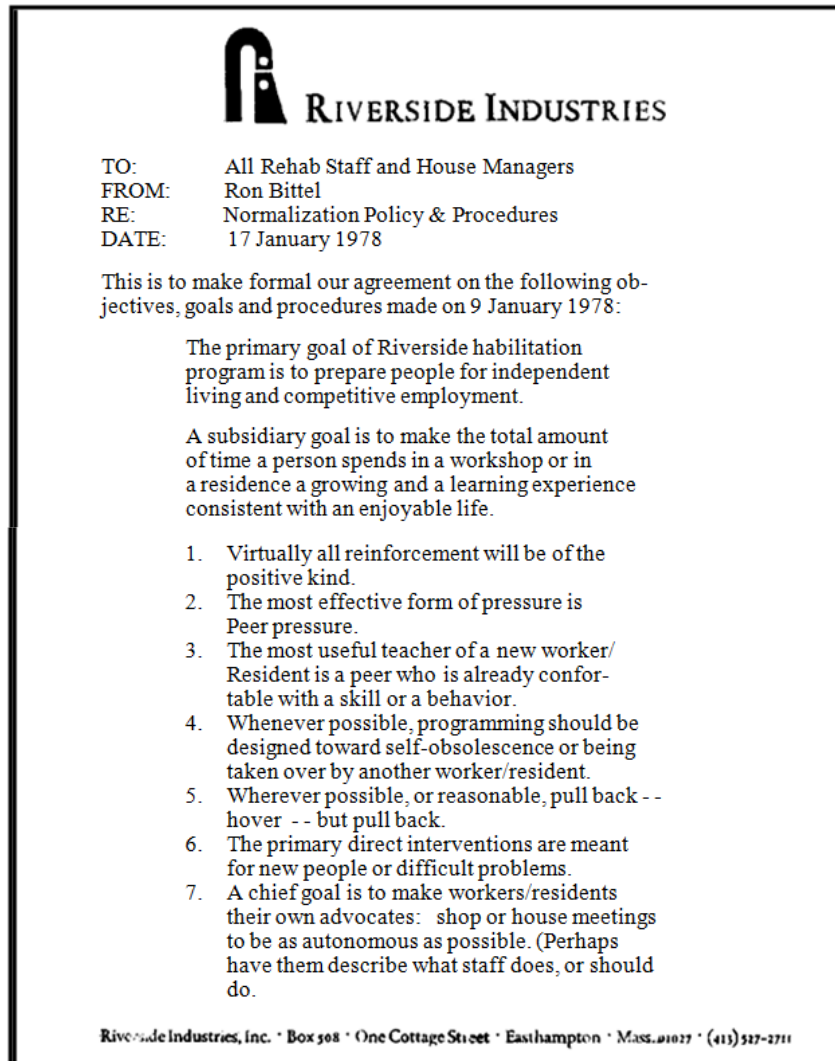 RIVERSIDE INDUSTRIES
TO: All Rehab Staff and House Managers
FROM: Ron Bittel
RE: Normalization Policy & Procedures
DATE: 17 January 1978
This is to make formal our agreement on the following ob-
jectives, goals and procedures made on 9 January 1978:
The primary goal of Riverside habilitation
program is to prepare people for independent
living and competitive employment.
A subsidiary goal is to make the total amount
of time a person spends in a workshop or in
a residence a growing and a learning experience
consistent with an enjoyable life.
1. Virtually all reinforcement will be of the
positive kind.
2. The most effective form of pressure is
Peer pressure.
3. The most useful teacher of a new worker/
Resident is a peer who is already confor-
table with a skill or a behavior.
4. Whenever possible, programming should be
designed toward self-obsolescence or being
taken over by another worker/resident.
5. Wherever possible, or reasonable, pull back - -
hover - - but pull back.
6. The primary direct interventions are meant
for new people or difficult problems.
7. A chief goal is to make workers/residents
their own advocates: shop or house meetings
to be as autonomous as possible. (Perhaps
have them describe what staff does, or should
do.
Riverside Industries, Inc. · Box 508 · One Cottage Street · Easthampton · Mass. 01027 · (413) 527-2711